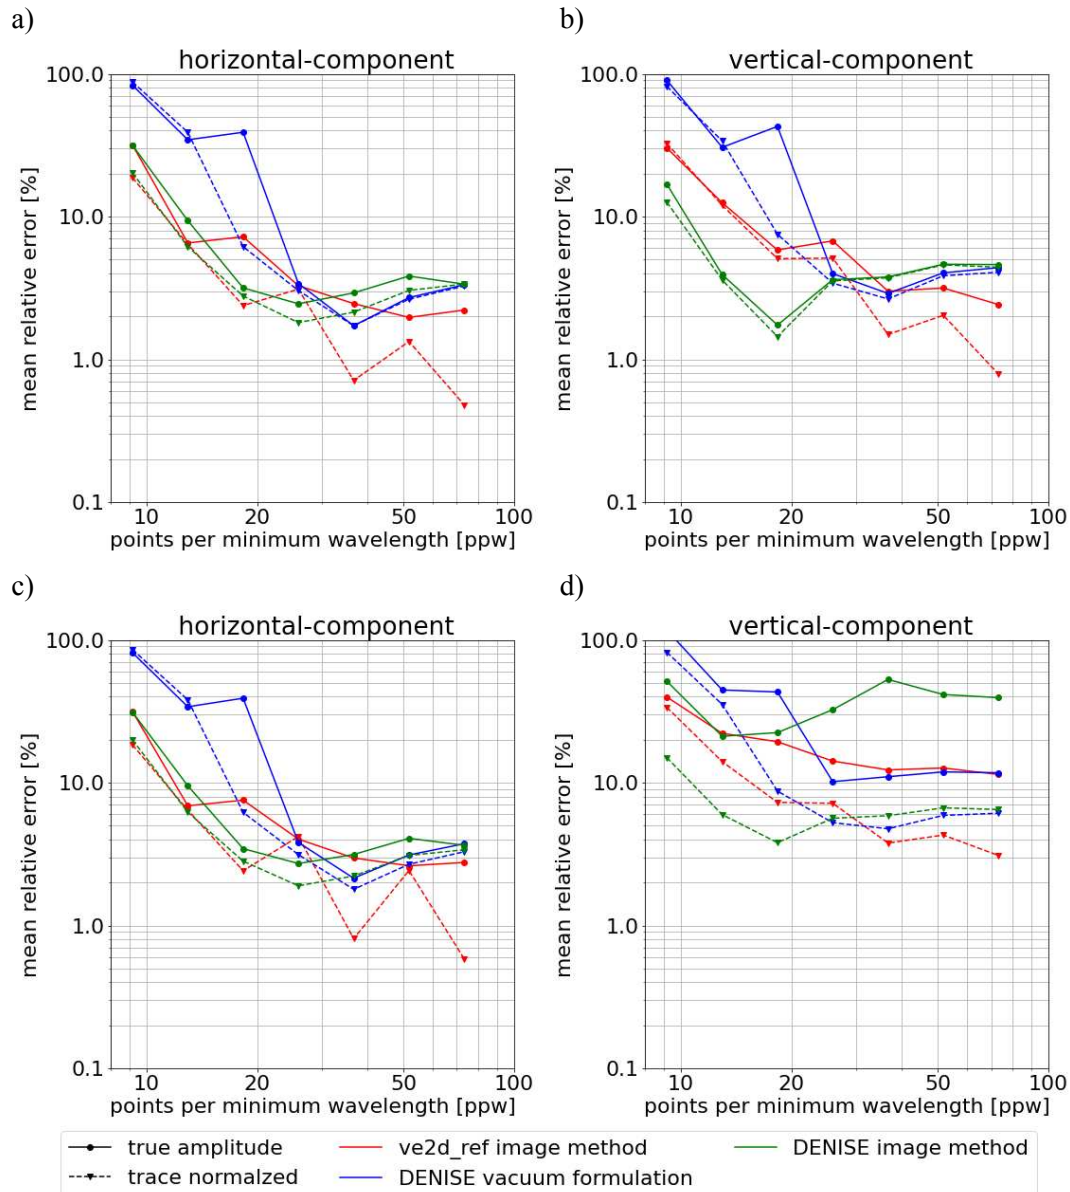 a)
b)
horizontal-component
vertical-component
100.0
10.0
1.0
0.1
mean relative error [%]
10
20
50
100
points per minimum wavelength [ppw]
100.0
10.0
1.0
0.1
mean relative error [%]
10
20
50
100
points per minimum wavelength [ppw]
c)
d)
horizontal-component
vertical-component
100.0
10.0
1.0
0.1
mean relative error [%]
10
20
50
100
points per minimum wavelength [ppw]
100.0
10.0
1.0
0.1
mean relative error [%]
10
20
50
100
points per minimum wavelength [ppw]
true amplitude
trace normalzed
ve2d_ref image method
DENISE vacuum formulation
DENISE image method